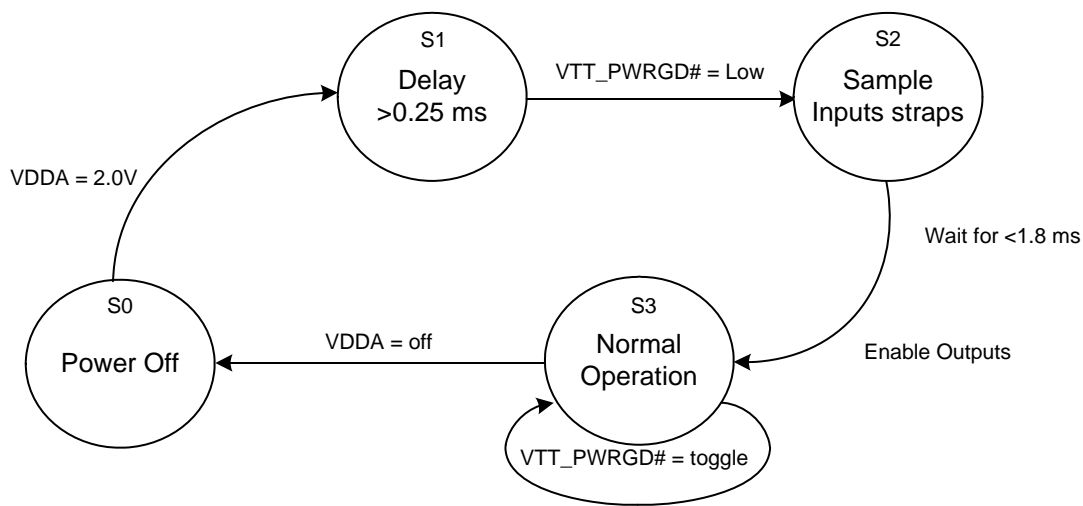 S1
Delay
>0.25 ms
VTT_PWRGD# = Low
S2
Sample
Inputs straps
VDDA = 2.0V
Wait for <1.8 ms
S0
Power Off
VDDA = off
S3
Normal
Operation
Enable Outputs
VTT_PWRGD# = toggle